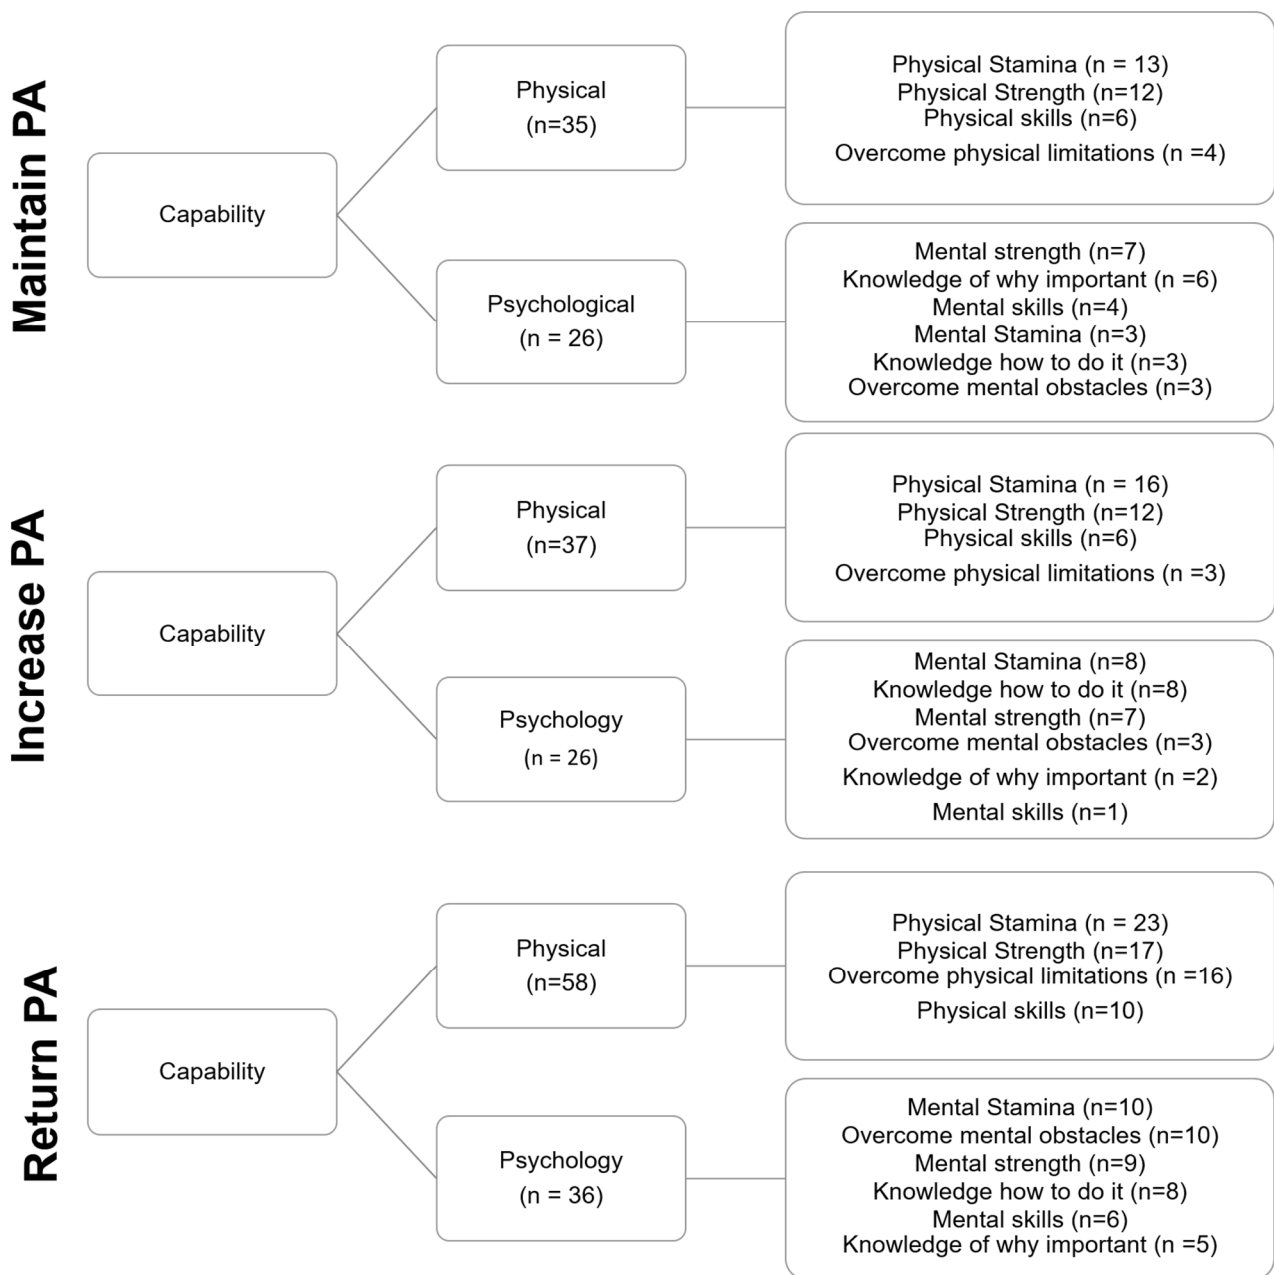 Maintain PA
Capability
Physical
(n=35)
Physical Stamina (n = 13)
Physical Strength (n=12)
Physical skills (n=6)
Overcome physical limitations (n =4)
Psychological
(n = 26)
Mental strength (n=7)
Knowledge of why important (n =6)
Mental skills (n=4)
Mental Stamina (n=3)
Knowledge how to do it (n=3)
Overcome mental obstacles (n=3)
Increase PA
Capability
Physical
(n=37)
Physical Stamina (n = 16)
Physical Strength (n=12)
Physical skills (n=6)
Overcome physical limitations (n =3)
Psychology
(n = 26)
Mental Stamina (n=8)
Knowledge how to do it (n=8)
Mental strength (n=7)
Overcome mental obstacles (n=3)
Knowledge of why important (n =2)
Mental skills (n=1)
Return PA
Capability
Physical
(n=58)
Physical Stamina (n = 23)
Physical Strength (n=17)
Overcome physical limitations (n =16)
Physical skills (n=10)
Psychology
(n = 36)
Mental Stamina (n=10)
Overcome mental obstacles (n=10)
Mental strength (n=9)
Knowledge how to do it (n=8)
Mental skills (n=6)
Knowledge of why important (n =5)